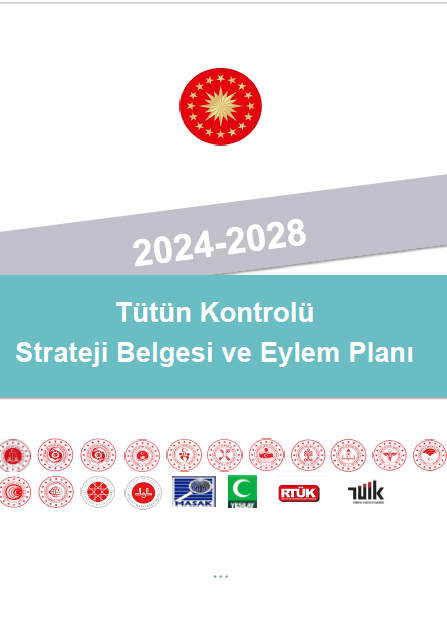 2024-2028
Tütün Kontrolü
Strateji Belgesi ve Eylem Planı
MASAK
YEŞİLAY
RTÜK
TÜİK
...